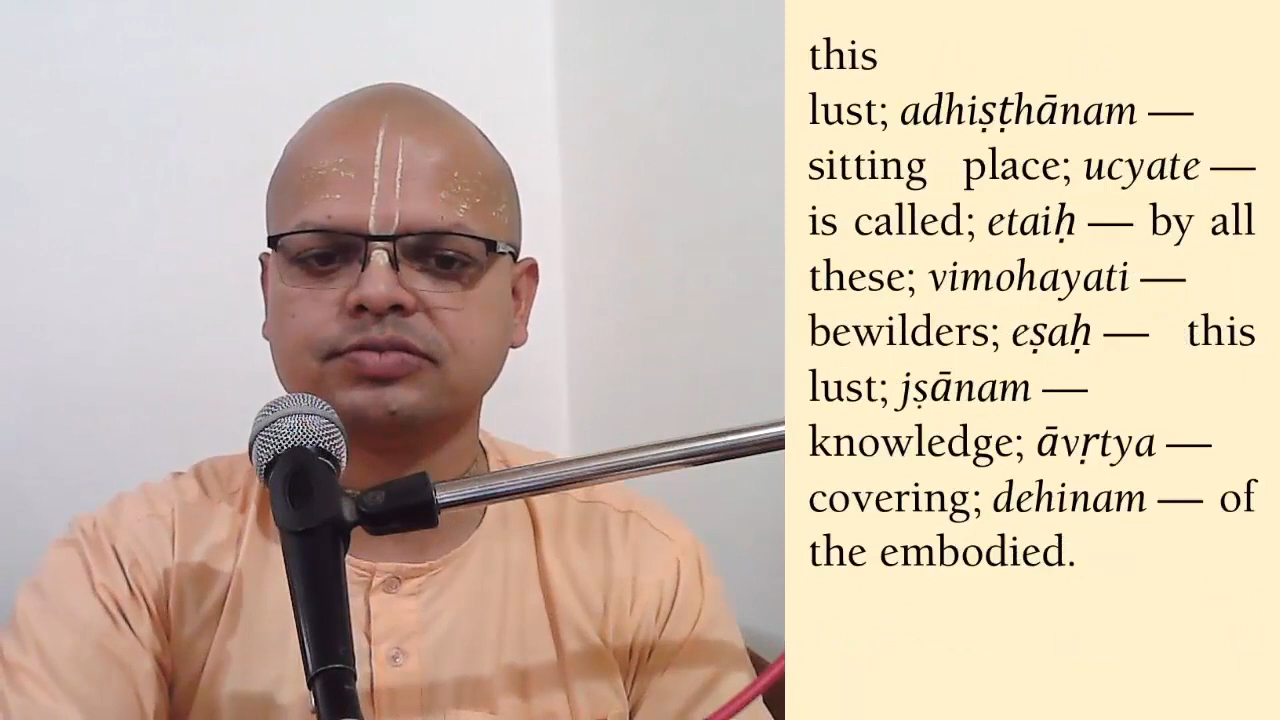 this
lust; adhiṣṭhānam —
sitting place; ucyate —
is called; etaiḥ — by all
these; vimohayati —
bewilders; eṣaḥ — this
lust; jṣānam —
knowledge; āvṛtya —
covering; dehinam — of
the embodied.